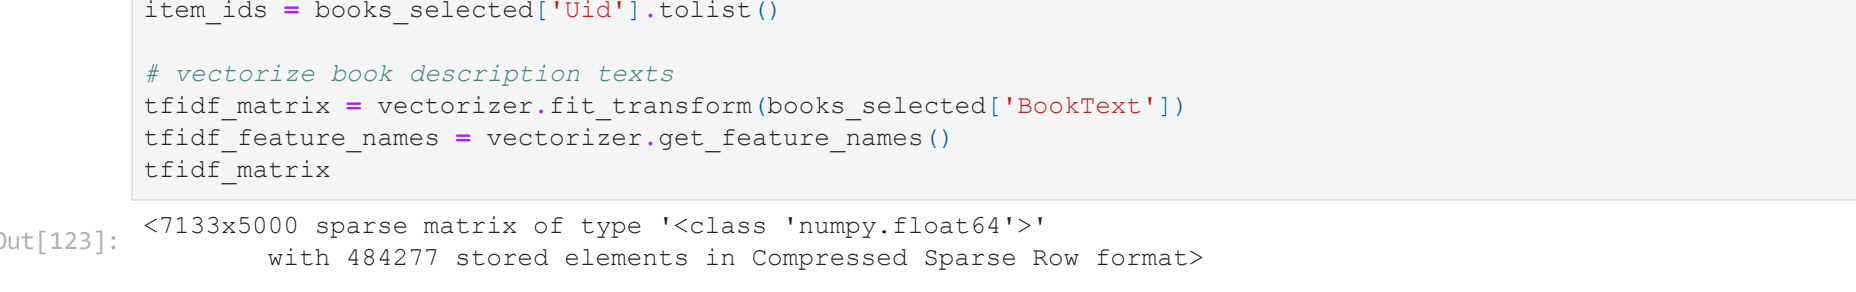 item_ids = books_selected['Uid'].tolist()
# vectorize book description texts
tfidf_matrix = vectorizer.fit_transform(books_selected['BookText'])
tfidf_feature_names = vectorizer.get_feature_names()
tfidf_matrix
<7133x5000 sparse matrix of type '<class 'numpy.float64'>'
Out[123]:
with 484277 stored elements in Compressed Sparse Row format>